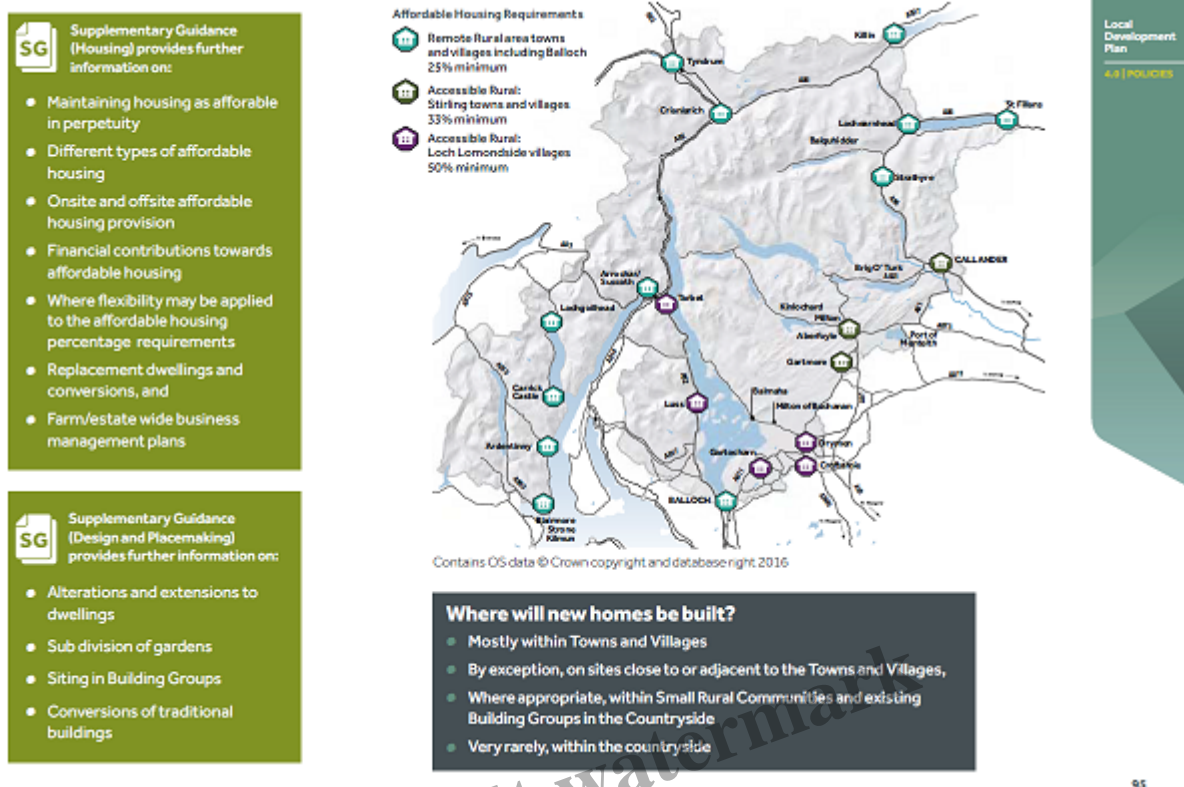 SG
Supplementary Guidance
(Housing) provides further
information on:
Maintaining housing as afforable
in perpetuity
Different types of affordable
housing
Onsite and offsite affordable
housing provision
Financial contributions towards
affordable housing
Where flexibility may be applied
to the affordable housing
percentage requirements
Replacement dwellings and
conversions, and
Farm/estate wide business
management plans
SG
Supplementary Guidance
(Design and Placemaking)
provides further information on:
Alterations and extensions to
dwellings
Sub division of gardens
Siting in Building Groups
Conversions of traditional
buildings
Affordable Housing Requirements
Remote Rural area towns
and villages including Balloch
25% minimum
Accessible Rural:
Stirling towns and villages
33% minimum
Accessible Rural:
Loch Lomondside villages
50% minimum
Killin
Tyndrum
Crianlarich
St Fillans
Lochearnhead
Balquhidder
Strathyre
CALLANDER
Brig O' Turk
Arrochar/
Succoth
Tarbet
Lochgoilhead
Kinlochard
Milton
Aberfoyle
Port of
Menteith
Gartmore
Carrick
Castle
Luss
Balmaha
Milton of Buchanan
Drymen
Croftamie
Gartocharn
Ardentinny
BALLOCH
Blairmore
Strone
Kilmun
Contains OS data © Crown copyright and database right 2016
Where will new homes be built?
Mostly within Towns and Villages
By exception, on sites close to or adjacent to the Towns and Villages,
Where appropriate, within Small Rural Communities and existing
Building Groups in the Countryside
Very rarely, within the countryside
Local
Development
Plan
4.0 | POLICIES
95
watermark